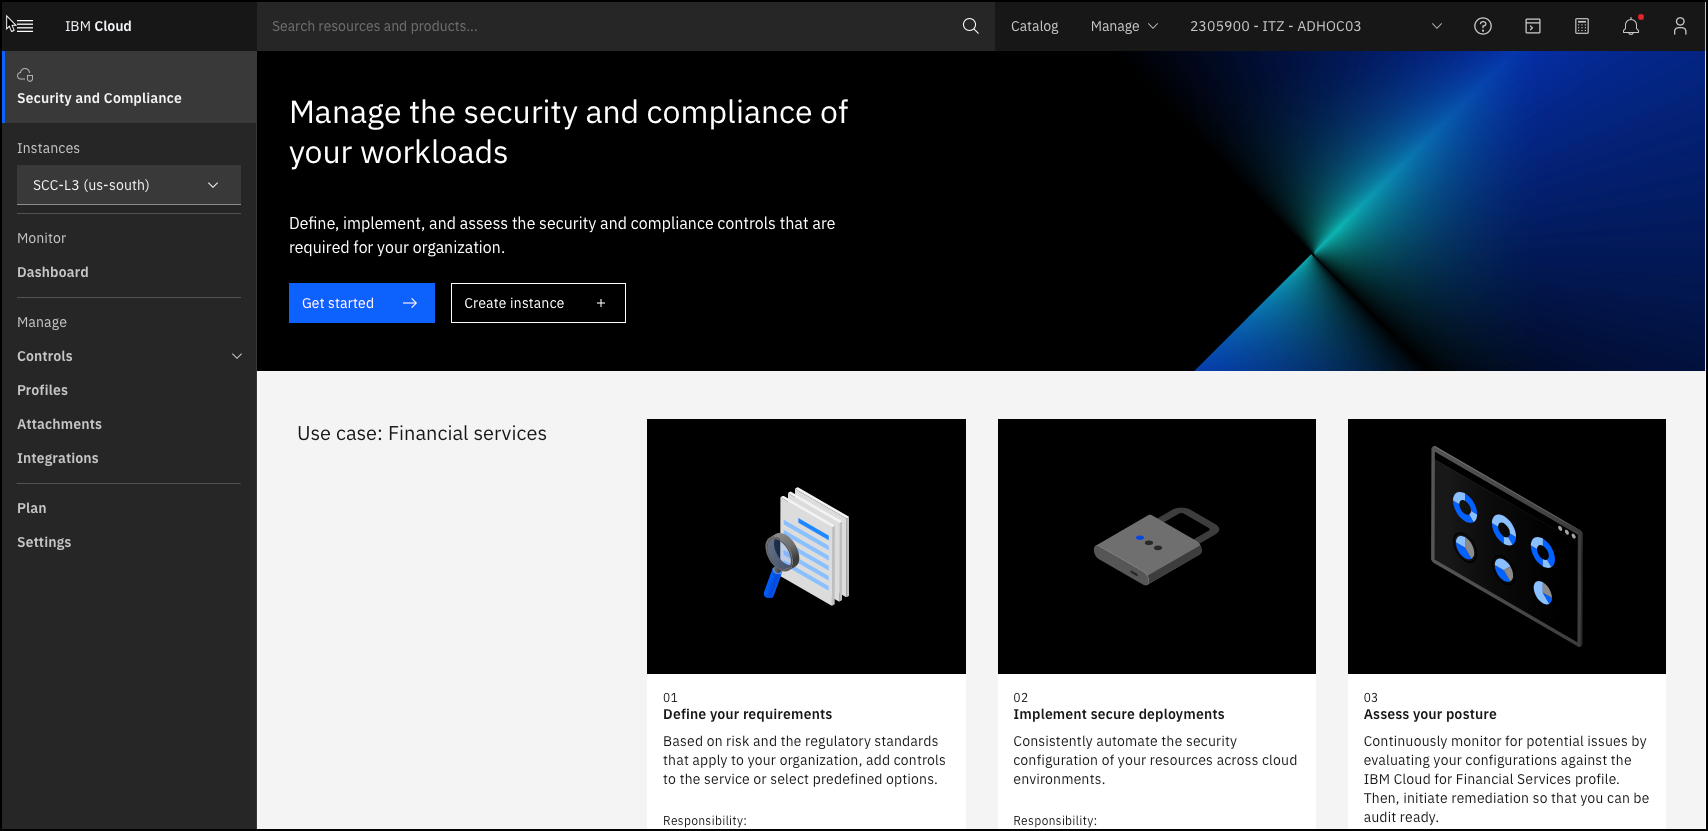 IBM Cloud
Search resources and products...
Catalog
Manage
2305900 - ITZ - ADHOC03
Security and Compliance
Instances
SCC-L3 (us-south)
Monitor
Dashboard
Manage
Controls
Profiles
Attachments
Integrations
Plan
Settings
Manage the security and compliance of
your workloads
Define, implement, and assess the security and compliance controls that are
required for your organization.
Get started
Create instance +
Use case: Financial services
01
Define your requirements
Based on risk and the regulatory standards
that apply to your organization, add controls
to the service or select predefined options.
Responsibility:
02
Implement secure deployments
Consistently automate the security
configuration of your resources across cloud
environments.
Responsibility:
03
Assess your posture
Continuously monitor for potential issues by
evaluating your configurations against the
IBM Cloud for Financial Services profile.
Then, initiate remediation so that you can be
audit ready.